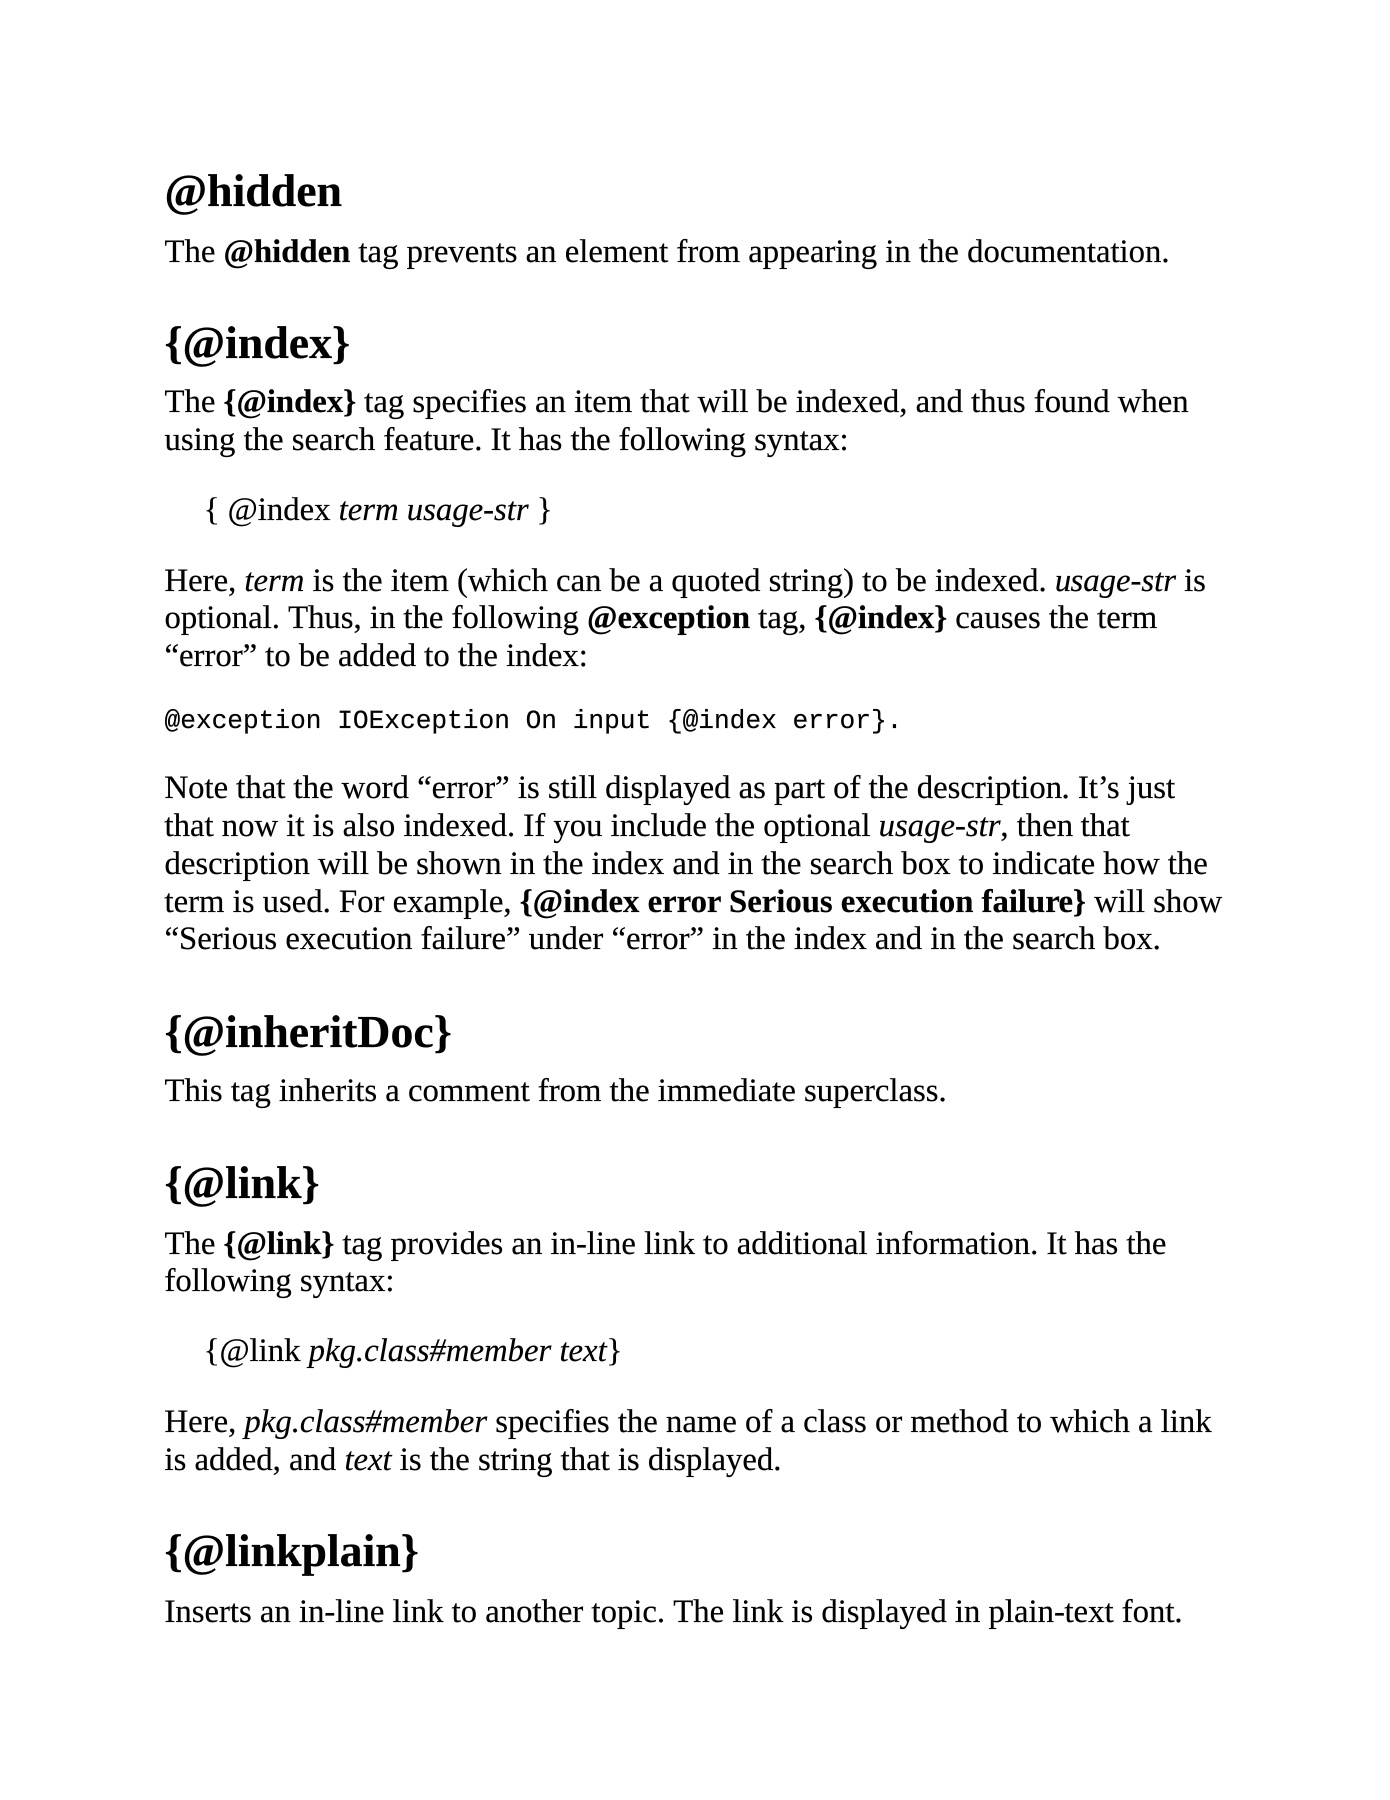 @hidden
The @hidden tag prevents an element from appearing in the documentation.
{@index}
The {@index} tag specifies an item that will be indexed, and thus found when
using the search feature. It has the following syntax:
{ @index term usage-str }
Here, term is the item (which can be a quoted string) to be indexed. usage-str is
optional. Thus, in the following @exception tag, {@index} causes the term
“error” to be added to the index:
@exception IOException On input {@index error}.
Note that the word “error” is still displayed as part of the description. It’s just
that now it is also indexed. If you include the optional usage-str, then that
description will be shown in the index and in the search box to indicate how the
term is used. For example, {@index error Serious execution failure} will show
“Serious execution failure” under “error” in the index and in the search box.
{@inheritDoc}
This tag inherits a comment from the immediate superclass.
{@link}
The {@link} tag provides an in-line link to additional information. It has the
following syntax:
{@link pkg.class#member text}
Here, pkg.class#member specifies the name of a class or method to which a link
is added, and text is the string that is displayed.
{@linkplain}
Inserts an in-line link to another topic. The link is displayed in plain-text font.